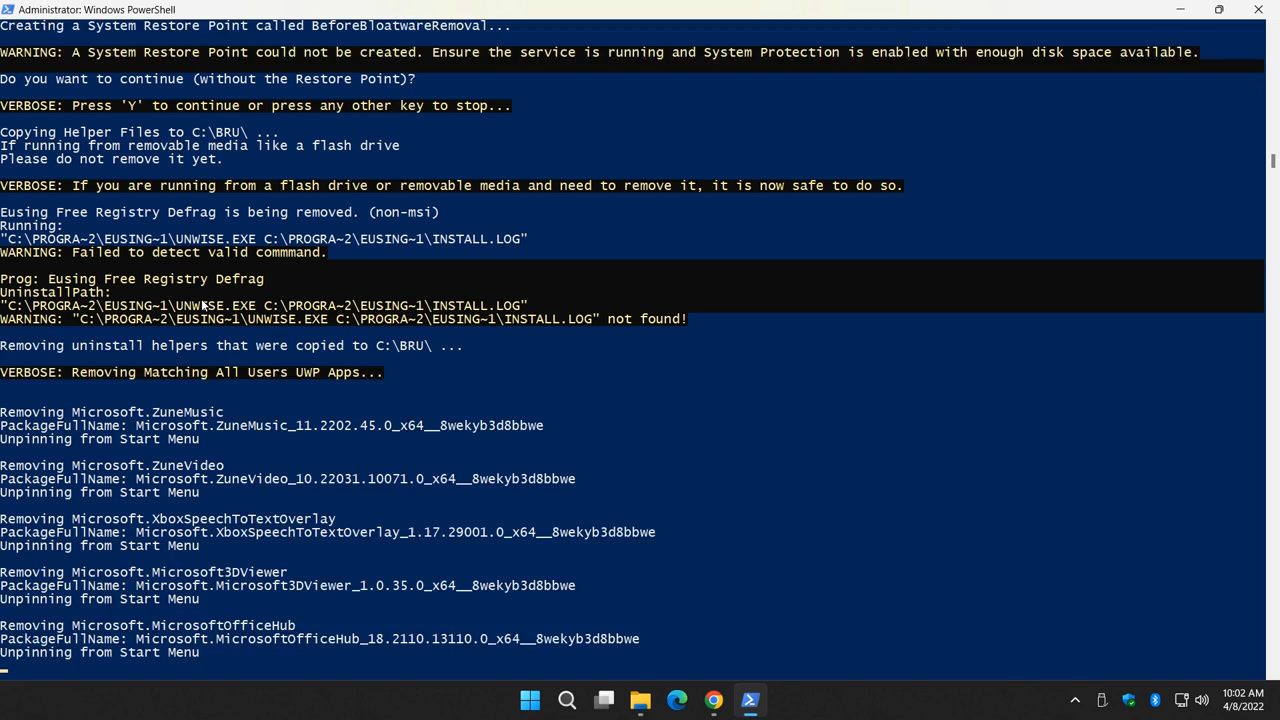 Administrator: Windows PowerShell
Creating a System Restore Point called BeforeBloatwareRemoval...
WARNING: A System Restore Point could not be created. Ensure the service is running and System Protection is enabled with enough disk space available.
Do you want to continue (without the Restore Point)?
VERBOSE: Press 'Y' to continue or press any other key to stop...
Copying Helper Files to C:\BRU\ ...
If running from removable media like a flash drive
Please do not remove it yet.
VERBOSE: If you are running from a flash drive or removable media and need to remove it, it is now safe to do so.
Eusing Free Registry Defrag is being removed. (non-msi)
Running:
"C:\PROGRA~2\EUSING~1\UNWISE.EXE C:\PROGRA~2\EUSING~1\INSTALL.LOG"
WARNING: Failed to detect valid commmand.
Prog: Eusing Free Registry Defrag
UninstallPath:
"C:\PROGRA~2\EUSING~1\UNWISE.EXE C:\PROGRA~2\EUSING~1\INSTALL.LOG"
WARNING: "C:\PROGRA~2\EUSING~1\UNWISE.EXE C:\PROGRA~2\EUSING~1\INSTALL.LOG" not found!
Removing uninstall helpers that were copied to C:\BRU\ ...
VERBOSE: Removing Matching All Users UWP Apps...
Removing Microsoft.ZuneMusic
PackageFullName: Microsoft.ZuneMusic_11.2202.45.0_x64__8wekyb3d8bbwe
Unpinning from Start Menu
Removing Microsoft.ZuneVideo
PackageFullName: Microsoft.ZuneVideo_10.22031.10071.0_x64__8wekyb3d8bbwe
Unpinning from Start Menu
Removing Microsoft.XboxSpeechToTextOverlay
PackageFullName: Microsoft.XboxSpeechToTextOverlay_1.17.29001.0_x64__8wekyb3d8bbwe
Unpinning from Start Menu
Removing Microsoft.Microsoft3DViewer
PackageFullName: Microsoft.Microsoft3DViewer_1.0.35.0_x64__8wekyb3d8bbwe
Unpinning from Start Menu
Removing Microsoft.MicrosoftOfficeHub
PackageFullName: Microsoft.MicrosoftOfficeHub_18.2110.13110.0_x64__8wekyb3d8bbwe
Unpinning from Start Menu
10:02 AM
4/8/2022